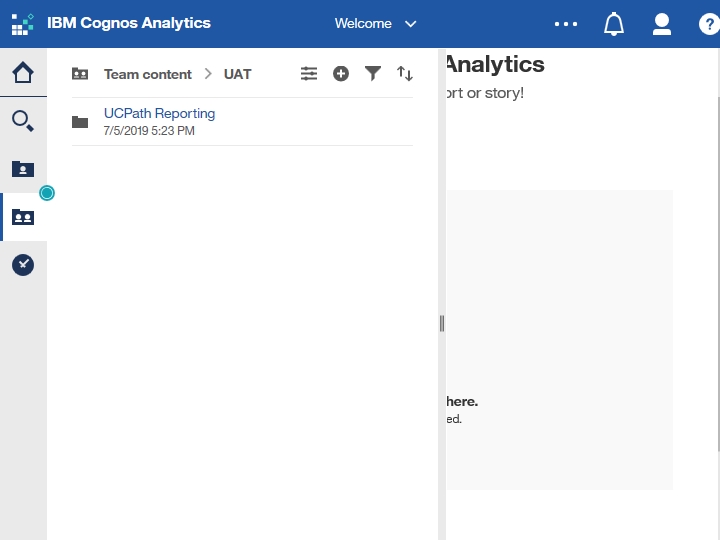 IBM Cognos Analytics
Welcome
?
Team content > UAT
UCPath Reporting
7/5/2019 5:23 PM
Analytics
ort or story!
here.
ed.